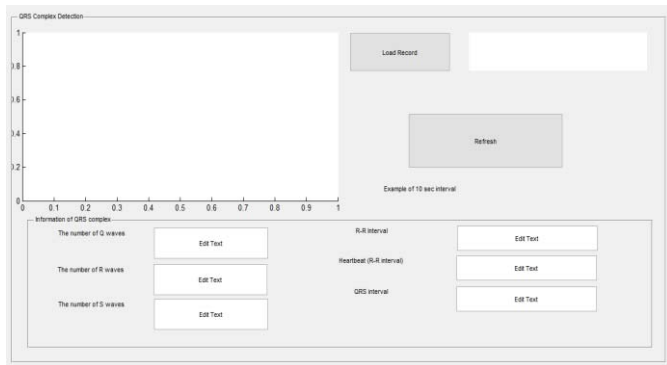 QRS Complex Detection
1
0.8
0.6
0.4
0.2
0
0 0.1 0.2 0.3 0.4 0.5 0.6 0.7 0.8 0.9 1
Load Record
Refresh
Example of 10 sec interval
Information of QRS complex
The number of Q waves Edit Text
The number of R waves Edit Text
The number of S waves Edit Text
R-R Interval Edit Text
Heartbeat (R-R interval) Edit Text
QRS interval Edit Text